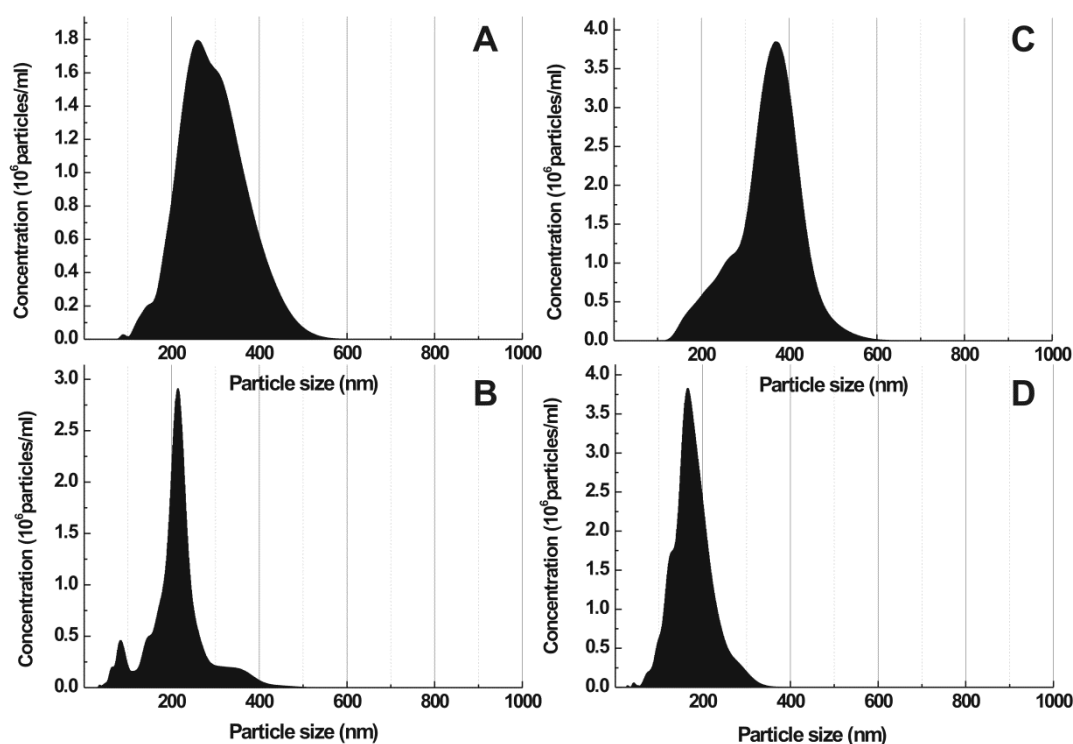 A
Concentration (10⁶particles/ml)
1.8
1.6
1.4
1.2
1.0
0.8
0.6
0.4
0.2
0.0
200 400 600 800 1000
Particle size (nm)
C
Concentration (10⁶particles/ml)
4.0
3.5
3.0
2.5
2.0
1.5
1.0
0.5
0.0
200 400 600 800 1000
Particle size (nm)
B
Concentration (10⁶particles/ml)
3.0
2.5
2.0
1.5
1.0
0.5
0.0
200 400 600 800 1000
Particle size (nm)
D
Concentration (10⁶particles/ml)
4.0
3.5
3.0
2.5
2.0
1.5
1.0
0.5
0.0
200 400 600 800 1000
Particle size (nm)